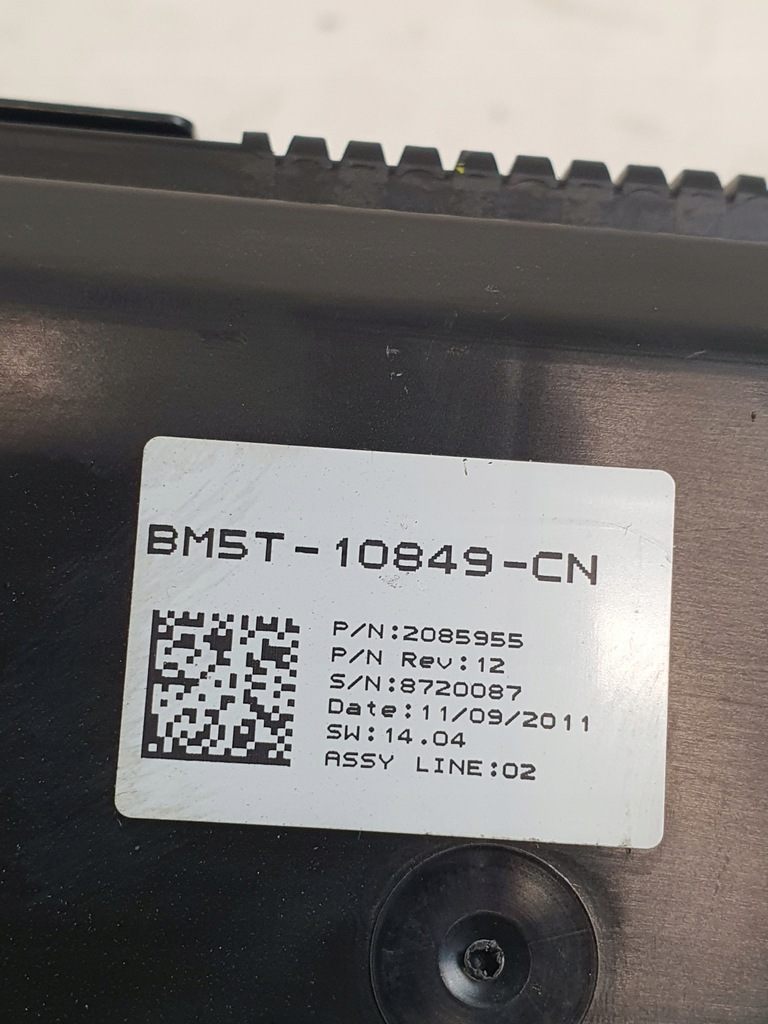 BM5T-10849-CN
P/N:2085955
P/N Rev:12
S/N:8720087
Date:11/09/2011
SW:14.04
ASSY LINE:02